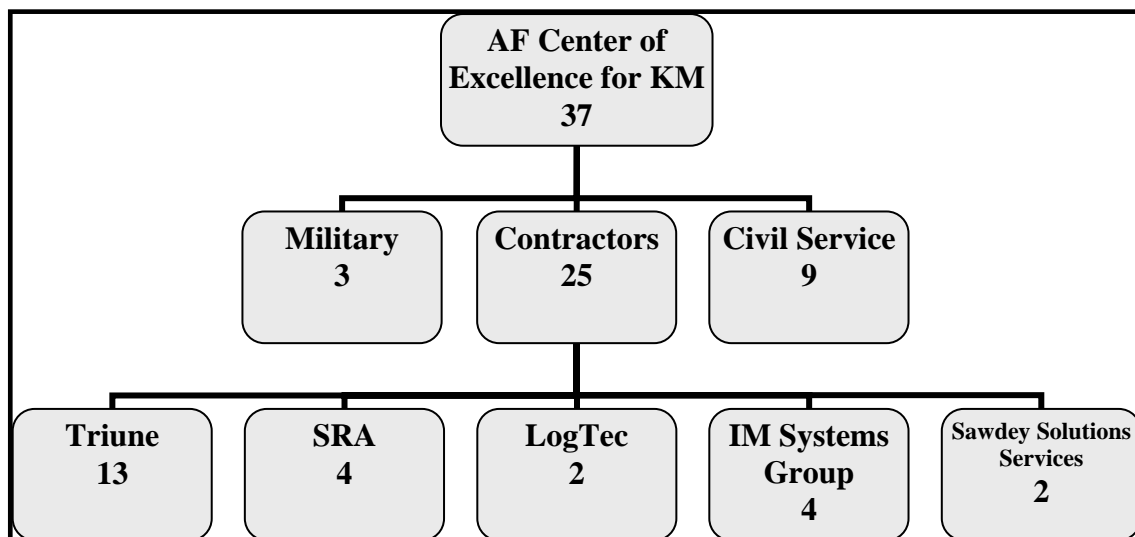 AF Center of
Excellence for KM
37
Military
3
Contractors
25
Civil Service
9
Triune
13
SRA
4
LogTec
2
IM Systems
Group
4
Sawdey Solutions
Services
2